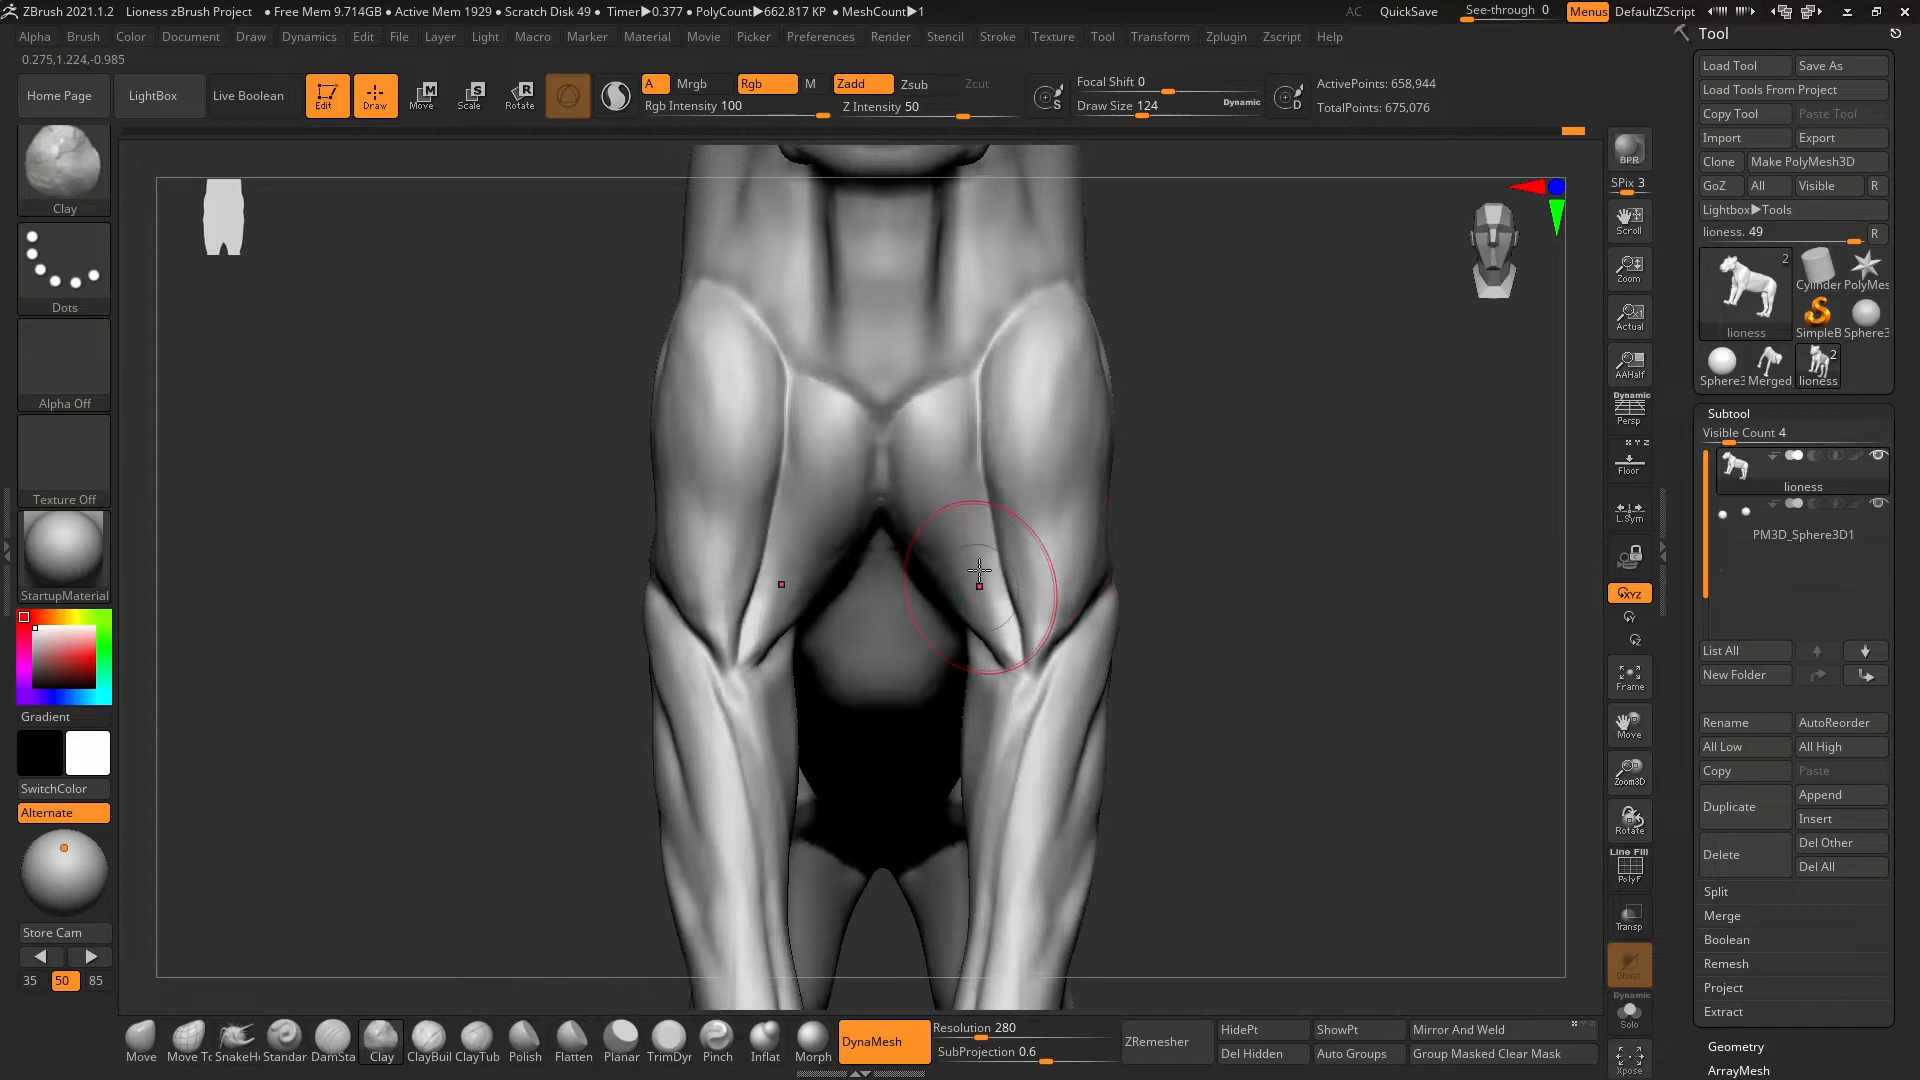 ZBrush 2021.1.2 Lioness zBrush Project • Free Mem 9.714GB • Active Mem 1929 • Scratch Disk 49 • Timer▶0.377 • PolyCount▶662.817 KP • MeshCount▶1 AC QuickSave See-through 0 Menus DefaultZScript
Alpha Brush Color Document Draw Dynamics Edit File Layer Light Macro Marker Material Movie Picker Preferences Render Stencil Stroke Texture Tool Transform Zplugin Zscript Help
0.275,1.224,-0.985
Home Page LightBox Live Boolean Edit Draw Move Scale Rotate
A Mrgb Rgb M Zadd Zsub Zcut
Rgb Intensity 100 Z Intensity 50
S Focal Shift 0
Draw Size 124 Dynamic D
ActivePoints: 658,944
TotalPoints: 675,076
Clay
Dots
Alpha Off
Texture Off
StartupMaterial
Gradient
SwitchColor
Alternate
Store Cam
35 50 85
BPR
SPix 3
Scroll
Zoom
Actual
AAHalf
Dynamic
Persp
X Y Z
Floor
L.Sym
XYZ
Y
Z
Frame
Move
Zoom3D
Rotate
Line Fill
PolyF
Transp
Ghost
Dynamic
Solo
Xpose
Tool
Load Tool Save As
Load Tools From Project
Copy Tool Paste Tool
Import Export
Clone Make PolyMesh3D
GoZ All Visible R
Lightbox▶Tools
lioness. 49 R
2
lioness
Cylinder PolyMes
SimpleB Sphere3
2
Sphere3 Merged lioness
Subtool
Visible Count 4
lioness
PM3D_Sphere3D1
List All
New Folder
Rename AutoReorder
All Low All High
Copy Paste
Duplicate Append
Insert
Delete Del Other
Del All
Split
Merge
Boolean
Remesh
Project
Extract
Geometry
ArrayMesh
Move Move To SnakeH Standar DamSta Clay ClayBuil ClayTub Polish Flatten Planar TrimDyr Pinch Inflat Morph
DynaMesh
Resolution 280
SubProjection 0.6
ZRemesher
HidePt ShowPt Mirror And Weld
Del Hidden Auto Groups Group Masked Clear Mask